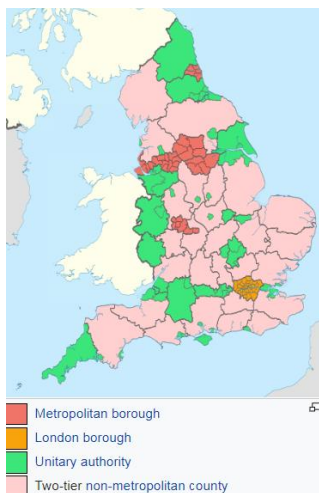 Metropolitan borough
London borough
Unitary authority
Two-tier non-metropolitan county